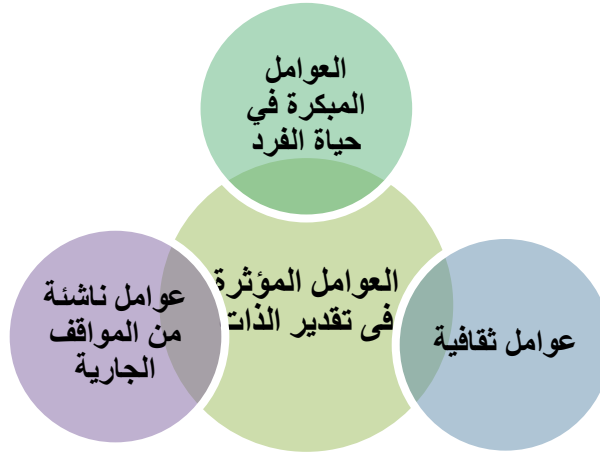 العوامل
المبكرة في
حياة الفرد
العوامل المؤثرة
فى تقدير الذات
عوامل ثقافية
عوامل ناشئة
من المواقف
الجارية